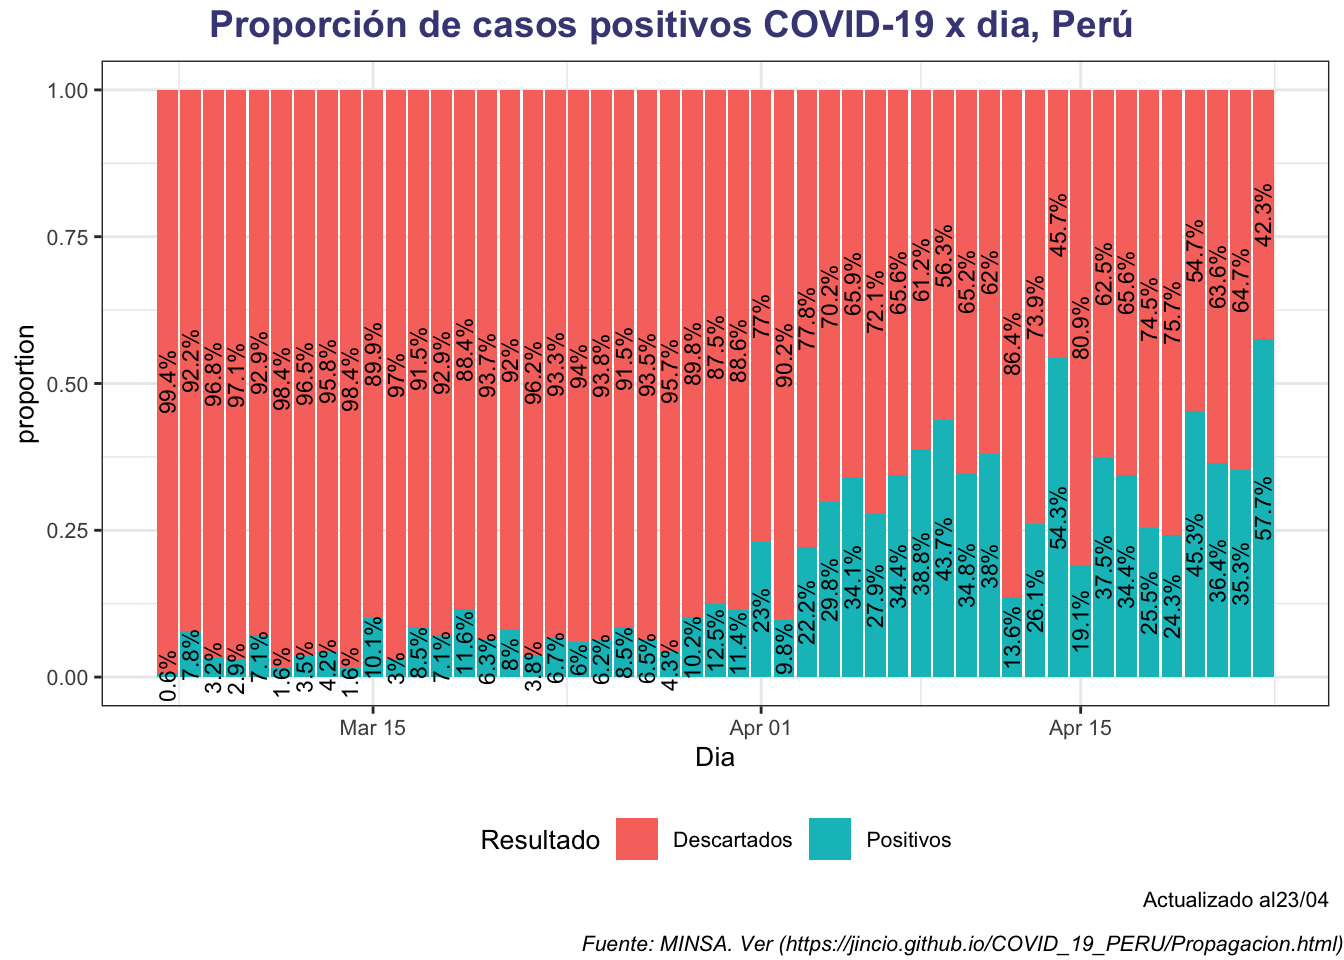 Proporción de casos positivos COVID-19 x dia, Perú
proportion
1.00
0.75
0.50
0.25
0.00
99.4% 92.2% 96.8% 97.1% 92.9% 98.4% 96.5% 95.8% 98.4% 89.9% 97% 91.5% 92.9% 88.4% 93.7% 92% 96.2% 93.3% 94% 93.8% 91.5% 93.5% 95.7% 89.8% 87.5% 88.6% 77% 90.2% 77.8% 70.2% 65.9% 72.1% 65.6% 61.2% 56.3% 65.2% 62% 86.4% 73.9% 45.7% 80.9% 62.5% 65.6% 74.5% 75.7% 54.7% 63.6% 64.7% 42.3%
0.6% 7.8% 3.2% 2.9% 7.1% 1.6% 3.5% 4.2% 1.6% 10.1% 3% 8.5% 7.1% 11.6% 6.3% 8% 3.8% 6.7% 6% 6.2% 8.5% 6.5% 4.3% 10.2% 12.5% 11.4% 23% 9.8% 22.2% 29.8% 34.1% 27.9% 34.4% 38.8% 43.7% 34.8% 38% 13.6% 26.1% 54.3% 19.1% 37.5% 34.4% 25.5% 24.3% 45.3% 36.4% 35.3% 57.7%
Mar 15 Apr 01 Apr 15
Dia
Resultado Descartados Positivos
Actualizado al23/04
Fuente: MINSA. Ver (https://jincio.github.io/COVID_19_PERU/Propagacion.html)